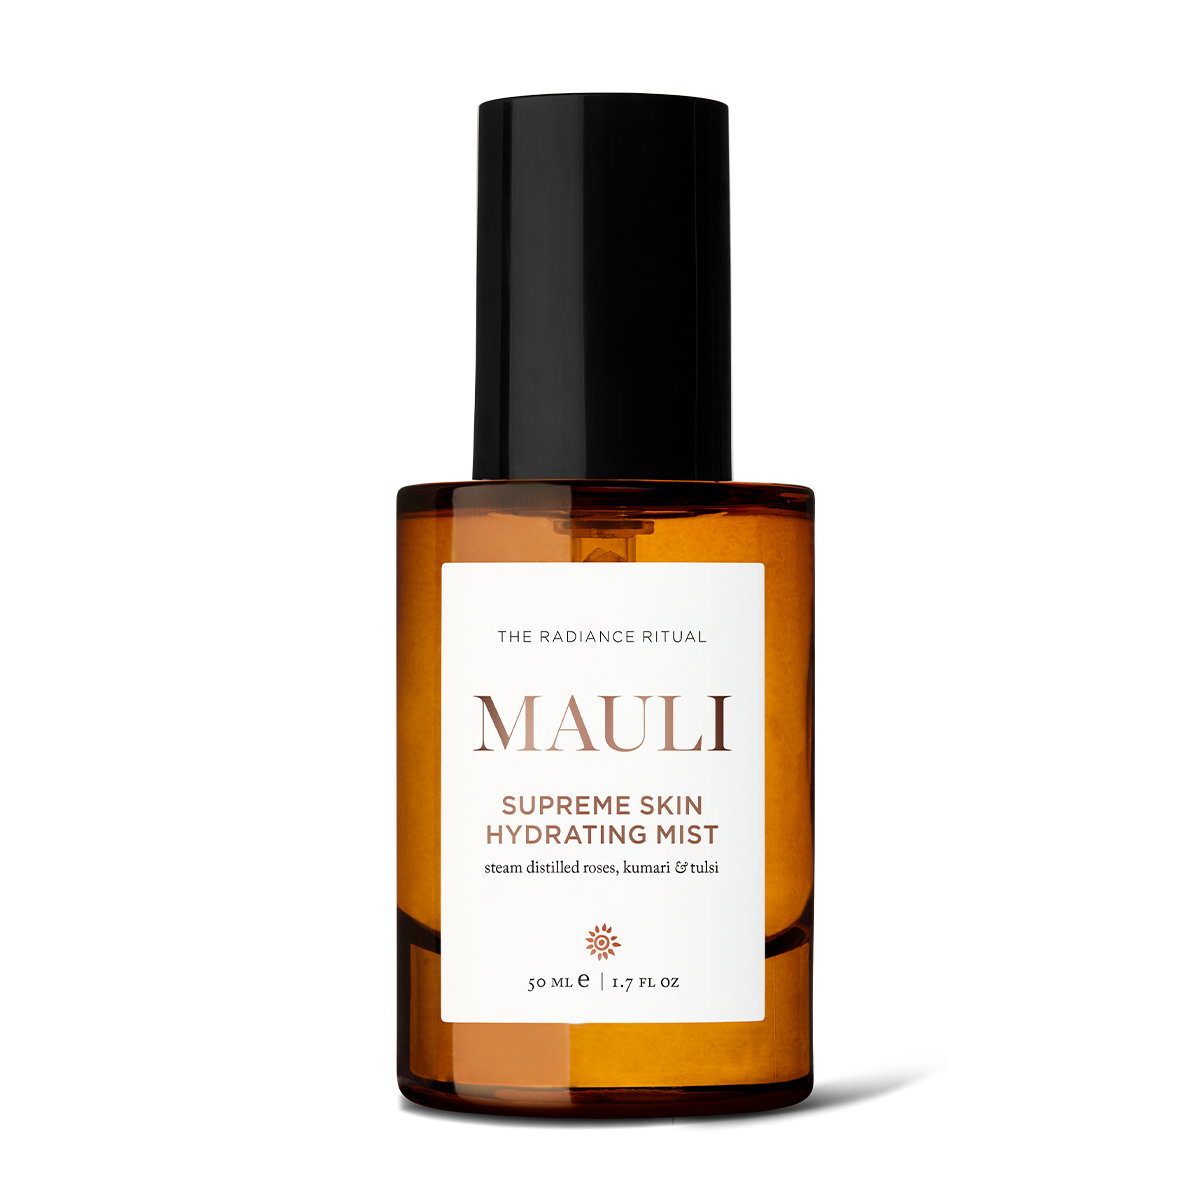 THE RADIANCE RITUAL
MAULI
SUPREME SKIN
HYDRATING MIST
steam distilled roses, kumari & tulsi
50 ML e | 1.7 FL OZ